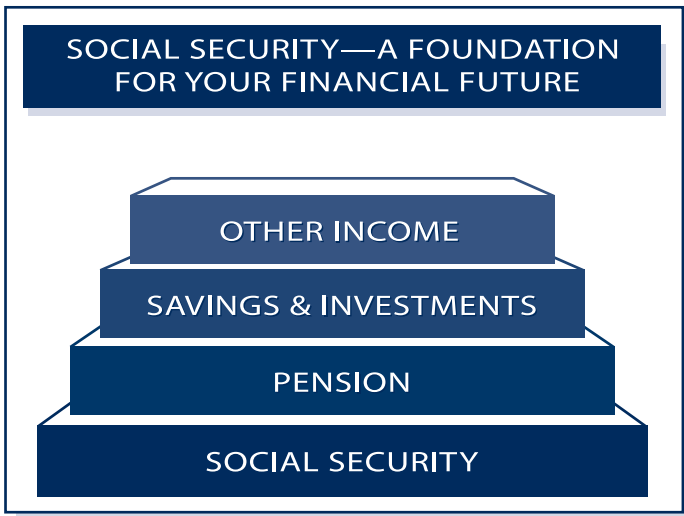 SOCIAL SECURITY—A FOUNDATION
FOR YOUR FINANCIAL FUTURE
OTHER INCOME
SAVINGS & INVESTMENTS
PENSION
SOCIAL SECURITY